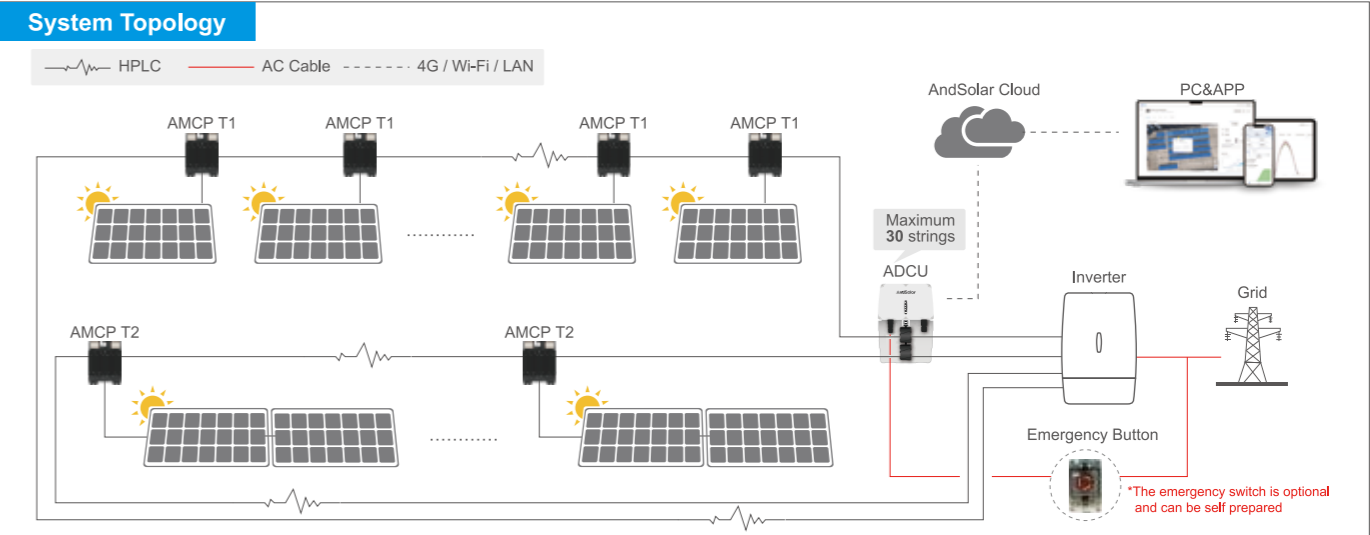 System Topology
HPLC
AC Cable
4G / Wi-Fi / LAN
AndSolar Cloud
PC&APP
AMCP T1
AMCP T1
AMCP T1
AMCP T1
Maximum
30 strings
ADCU
Inverter
Grid
AMCP T2
AMCP T2
Emergency Button
*The emergency switch is optional
and can be self prepared